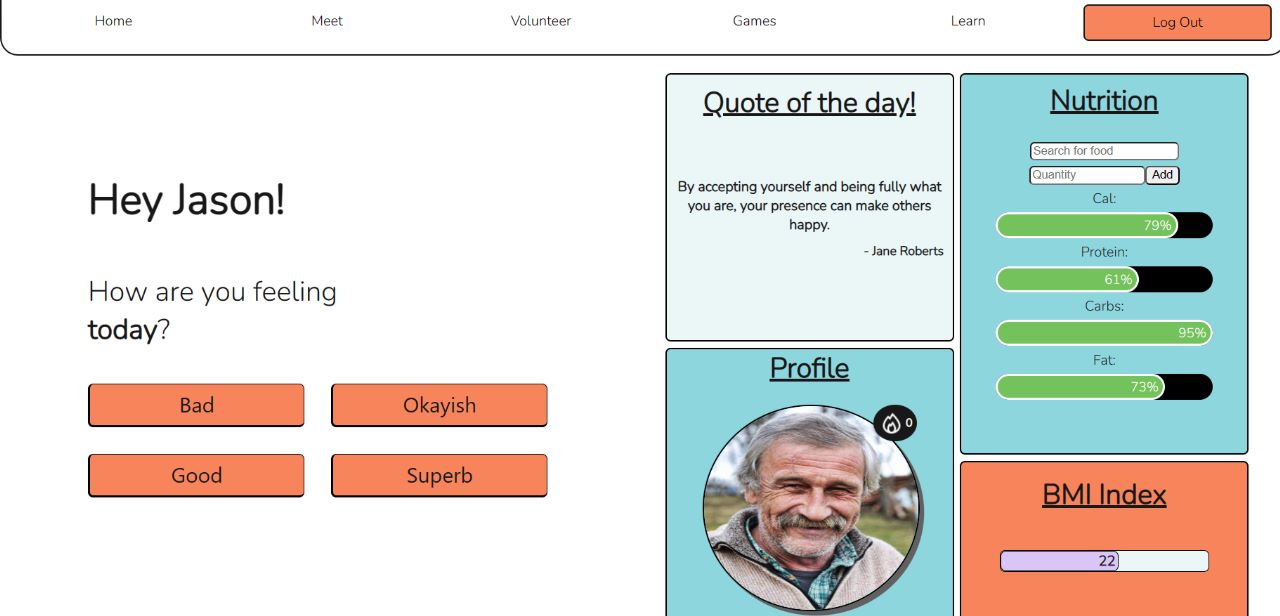 Home
Meet
Volunteer
Games
Learn
Log Out
Hey Jason!
How are you feeling
today?
Bad
Okayish
Good
Superb
Quote of the day!
By accepting yourself and being fully what
you are, your presence can make others
happy.
- Jane Roberts
Profile
0
Nutrition
Search for food
Quantity
Add
Cal:
79%
Protein:
61%
Carbs:
95%
Fat:
73%
BMI Index
22